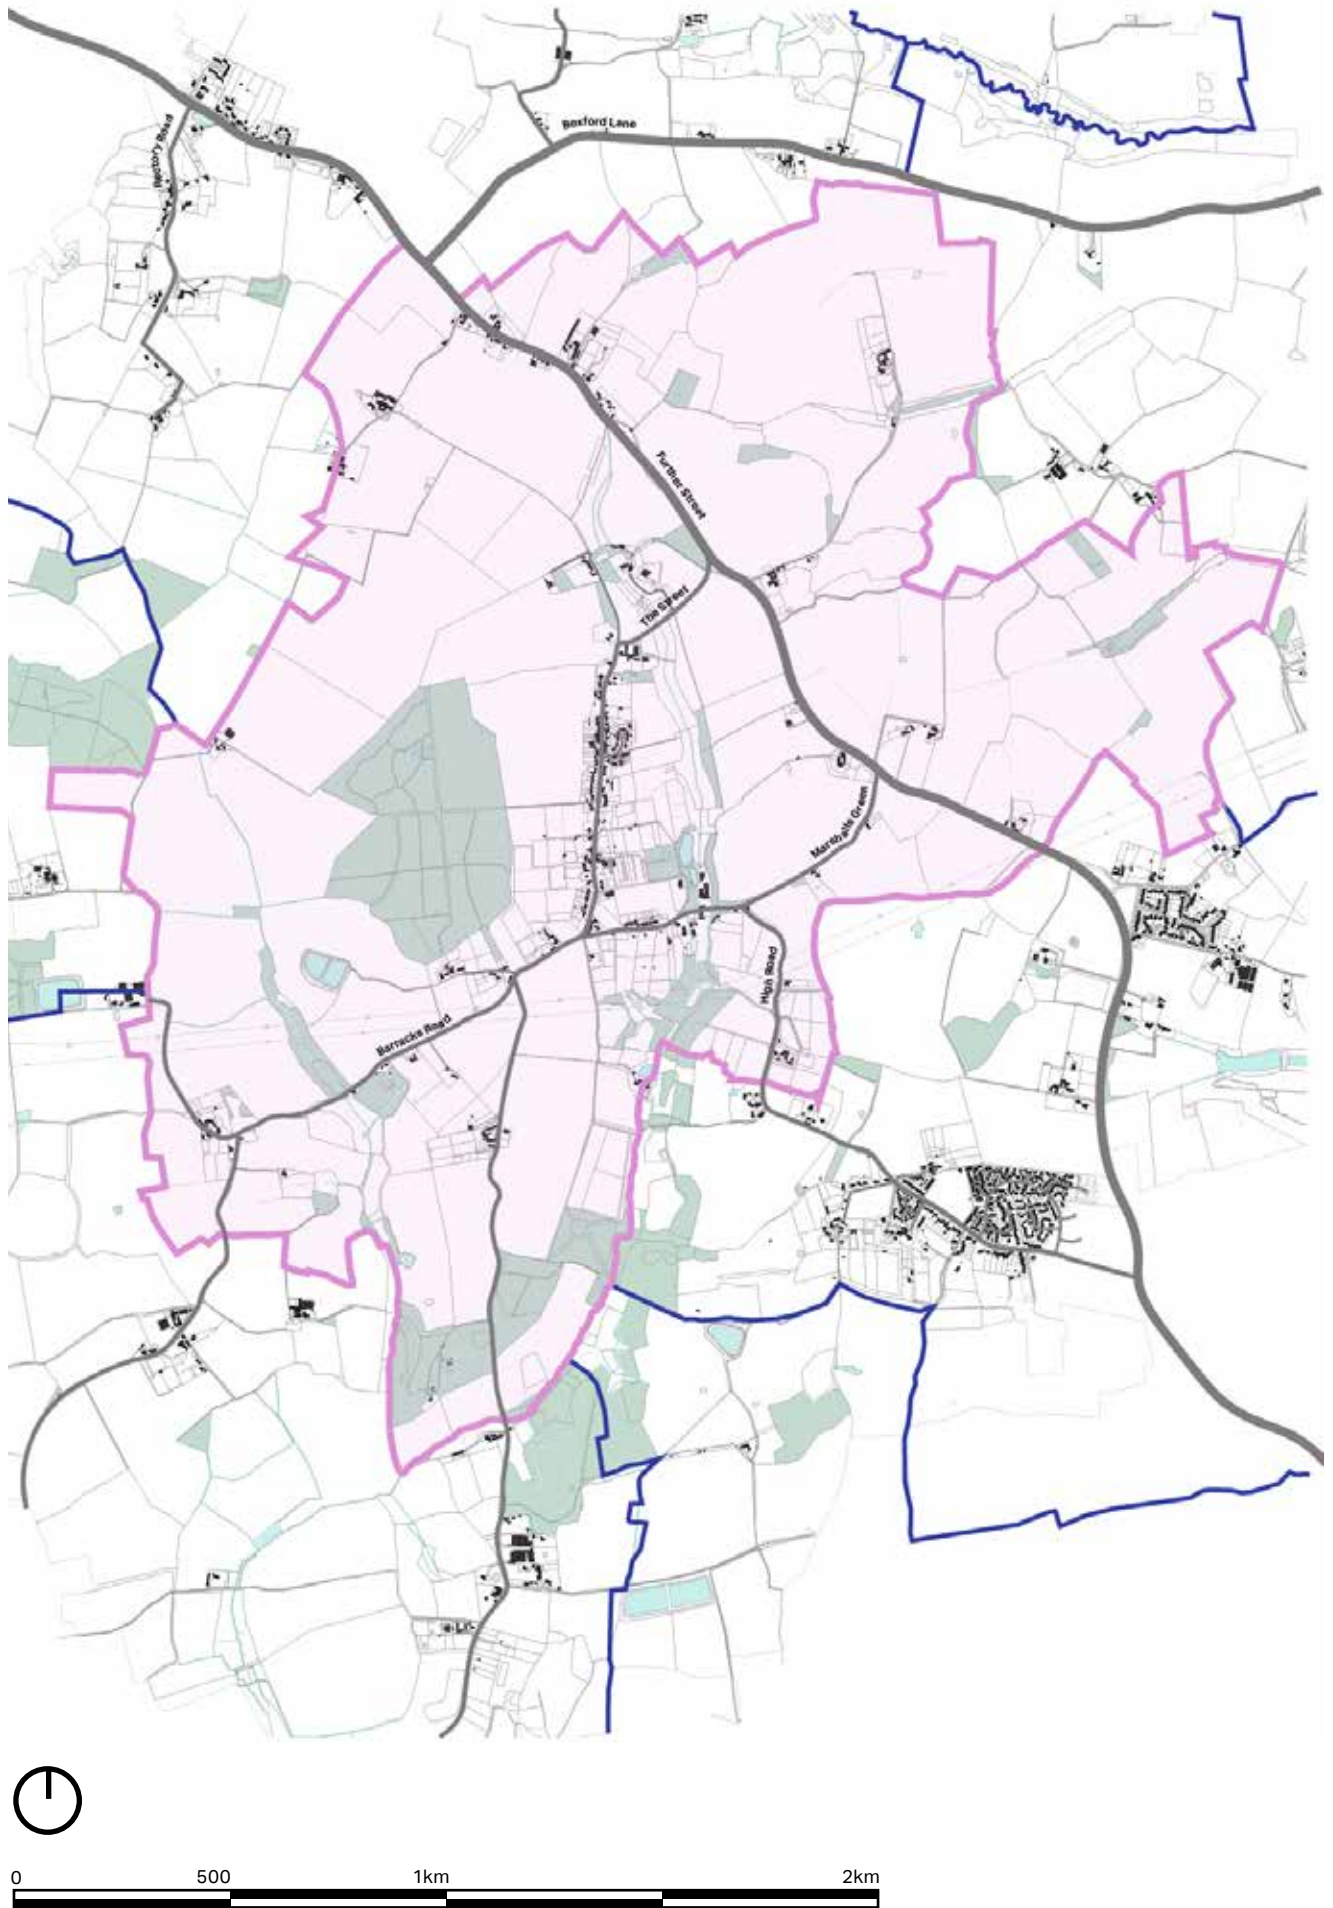 Boxford Lane
Rectory Road
Further Street
The Street
Marshalls Green
High Road
Barracks Road
0 500 1km 2km